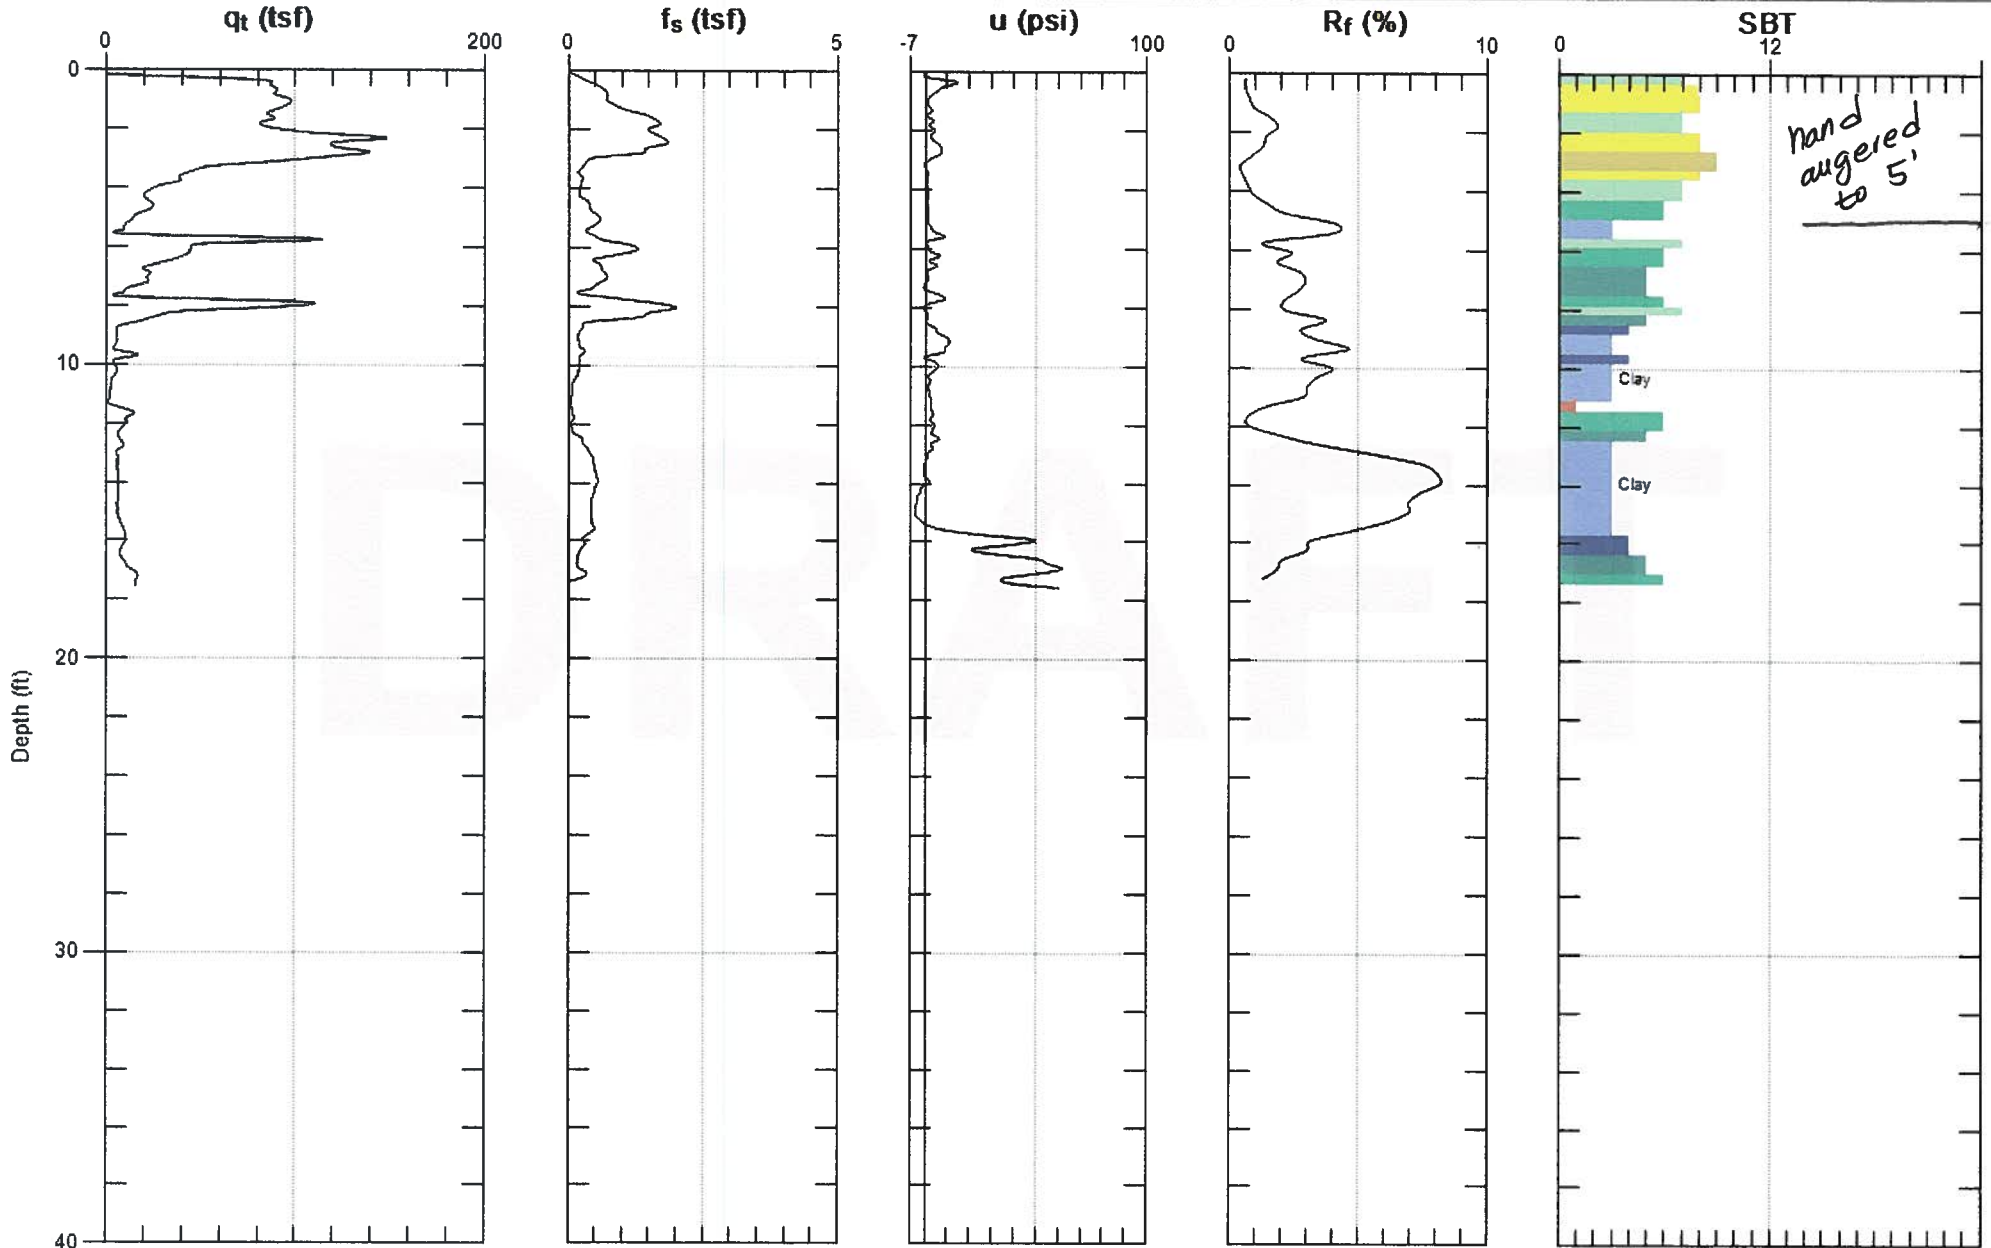 qt (tsf)
fs (tsf)
u (psi)
Rf (%)
SBT
0 200
0 5
-7 100
0 10
0 12
0
10
20
30
40
Depth (ft)
hand
augered
to 5'
Clay
Clay
DRAFT